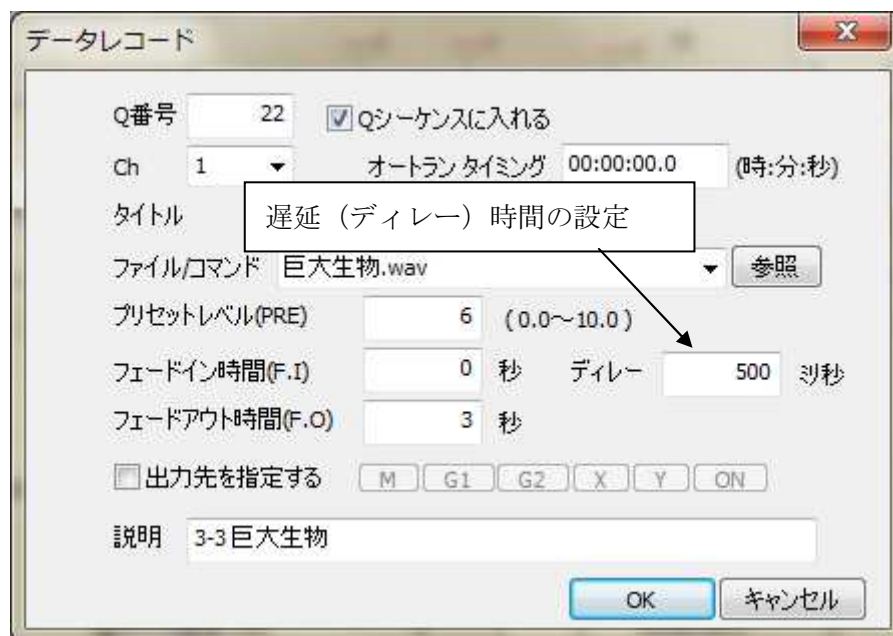 データレコード
Q番号 22 Qシーケンスに入れる
Ch 1 オートラン タイミング 00:00:00.0 (時:分:秒)
タイトル
遅延（ディレー）時間の設定
ファイル/コマンド 巨大生物.wav 参照
プリセットレベル(PRE) 6 (0.0～10.0)
フェードイン時間(F.I) 0 秒 ディレー 500 ミリ秒
フェードアウト時間(F.O) 3 秒
出力先を指定する M G1 G2 X Y ON
説明 3-3巨大生物
OK キャンセル